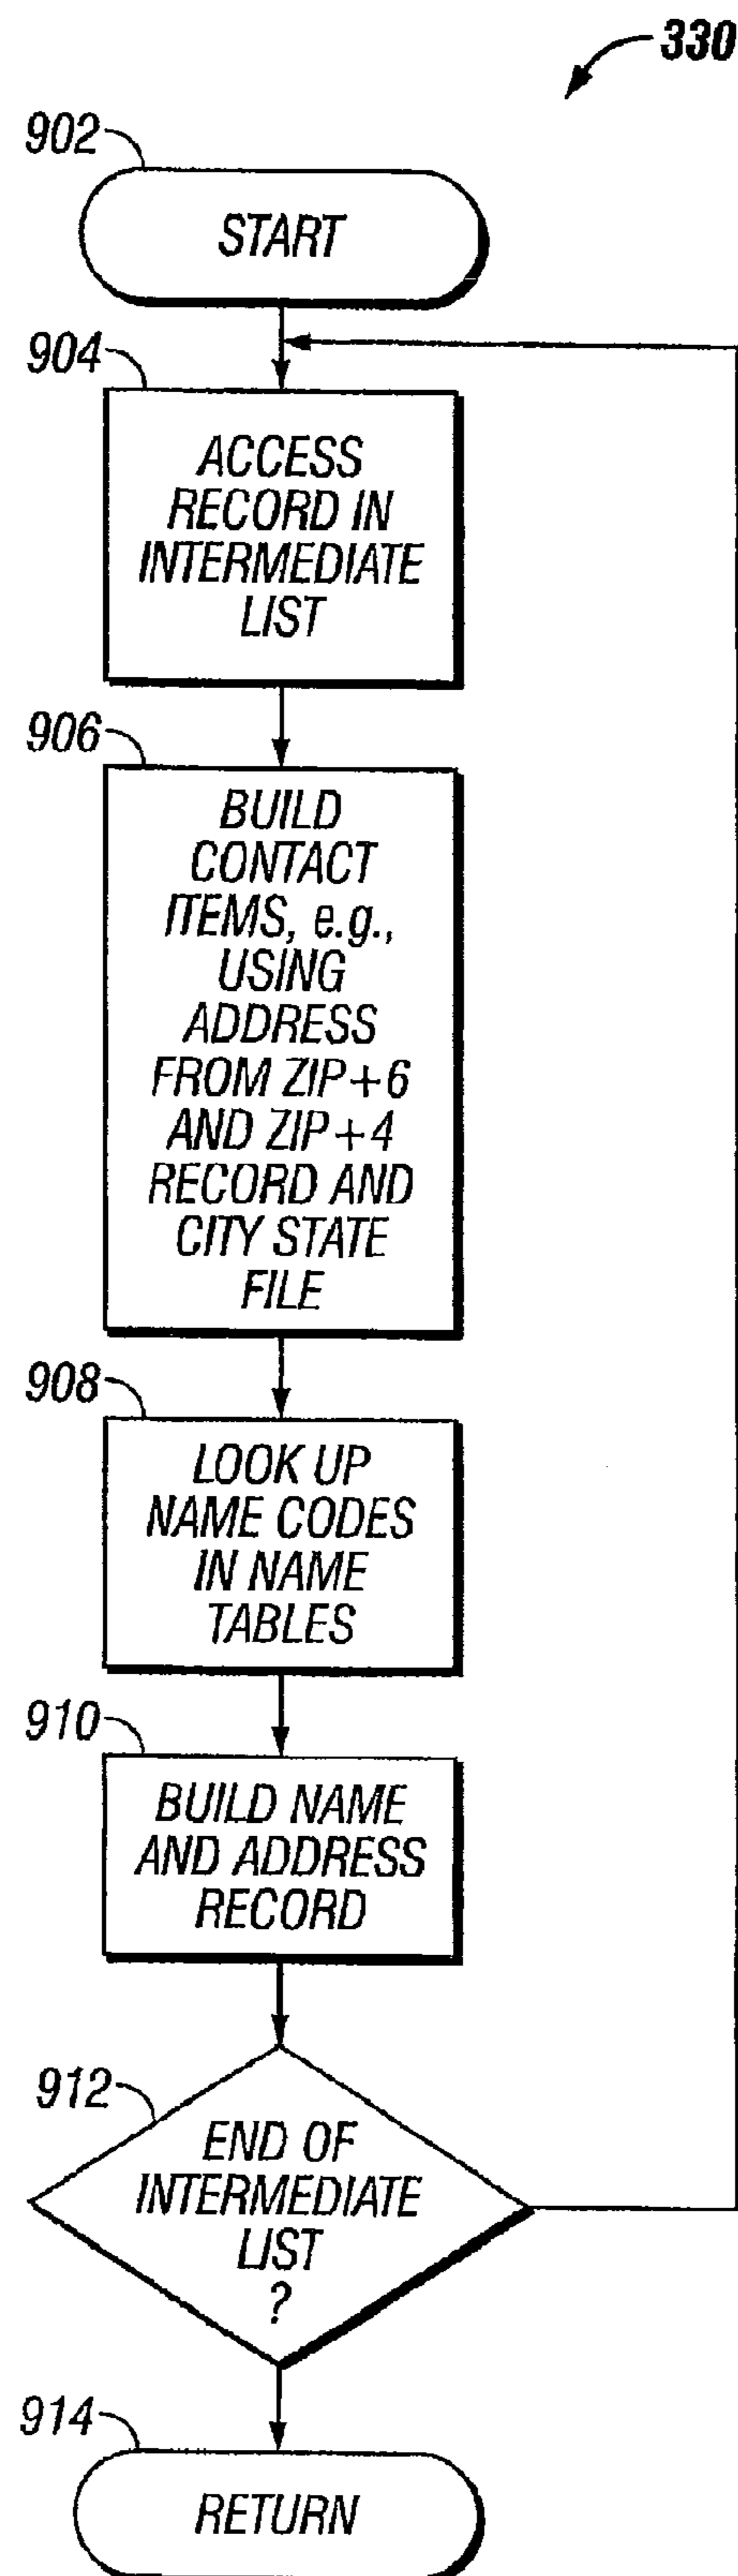 330
902
START
904
ACCESS
RECORD IN
INTERMEDIATE
LIST
906
BUILD
CONTACT
ITEMS, e.g.,
USING
ADDRESS
FROM ZIP+6
AND ZIP+4
RECORD AND
CITY STATE
FILE
908
LOOK UP
NAME CODES
IN NAME
TABLES
910
BUILD NAME
AND ADDRESS
RECORD
912
END OF
INTERMEDIATE
LIST
?
914
RETURN